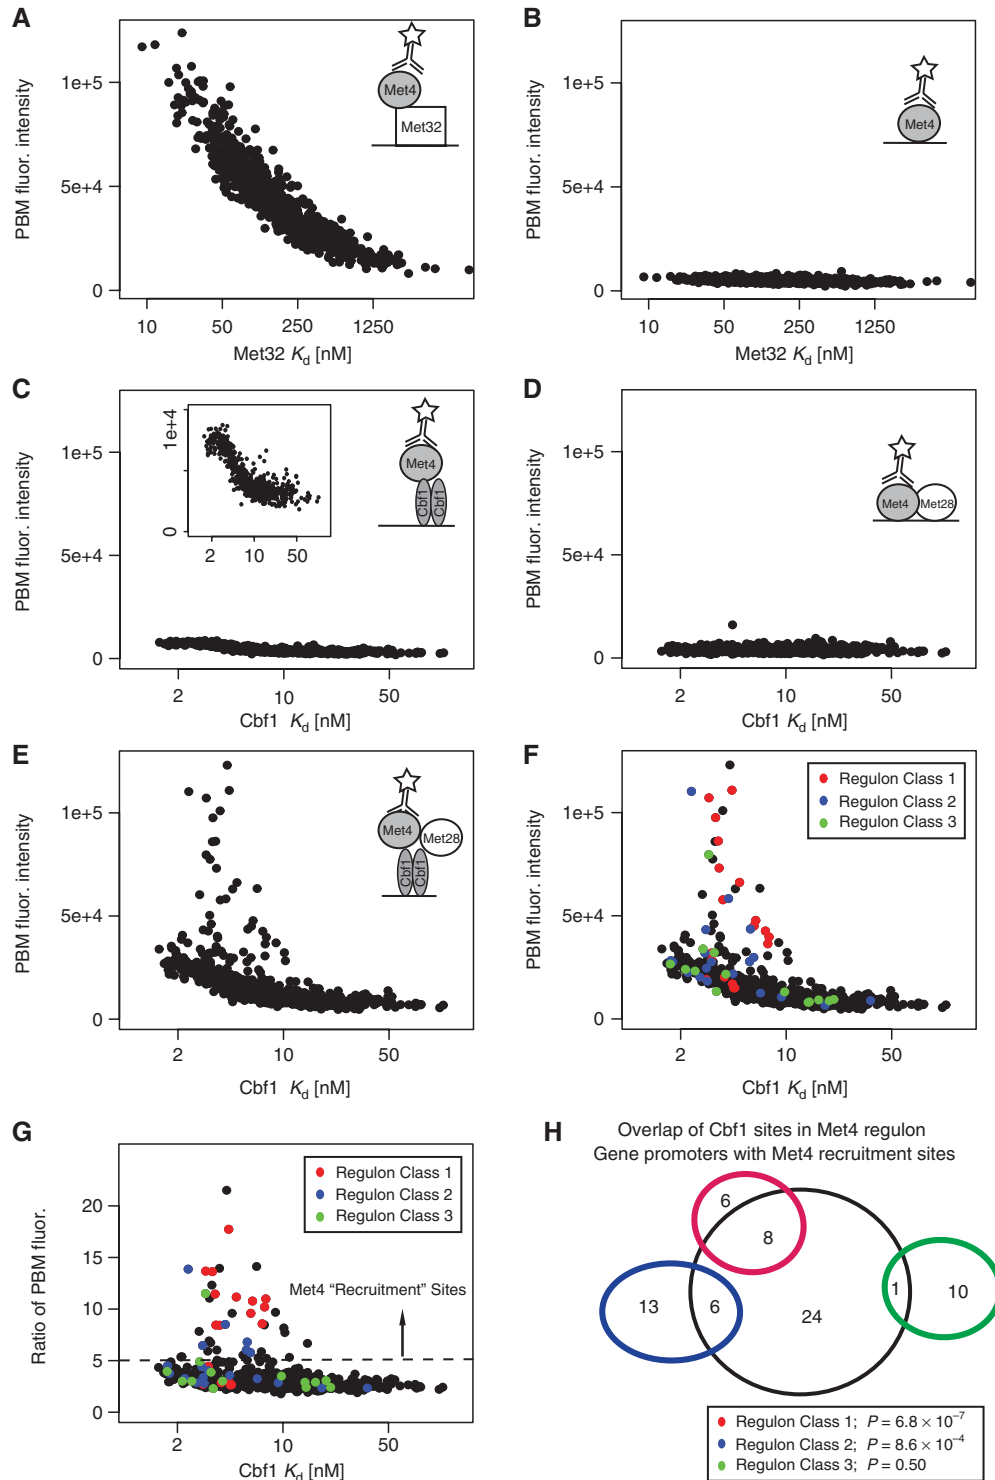 A
PBM fluor. intensity
1e+5
5e+4
0
10 50 250 1250
Met32 Kd [nM]
Met4
Met32
B
PBM fluor. intensity
1e+5
5e+4
0
10 50 250 1250
Met32 Kd [nM]
Met4
C
PBM fluor. intensity
1e+5
5e+4
0
2 10 50
Cbf1 Kd [nM]
1e+4
0
2 10 50
Met4
Cbf1 Cbf1
D
PBM fluor. intensity
1e+5
5e+4
0
2 10 50
Cbf1 Kd [nM]
Met4 Met28
E
PBM fluor. intensity
1e+5
5e+4
0
2 10 50
Cbf1 Kd [nM]
Met4 Met28
Cbf1 Cbf1
F
PBM fluor. intensity
1e+5
5e+4
0
2 10 50
Cbf1 Kd [nM]
Regulon Class 1
Regulon Class 2
Regulon Class 3
G
Ratio of PBM fluor.
20
15
10
5
0
2 10 50
Cbf1 Kd [nM]
Regulon Class 1
Regulon Class 2
Regulon Class 3
Met4 “Recruitment” Sites
H
Overlap of Cbf1 sites in Met4 regulon
Gene promoters with Met4 recruitment sites
6
8
13
6
24
1
10
Regulon Class 1; P = 6.8 × 10⁻⁷
Regulon Class 2; P = 8.6 × 10⁻⁴
Regulon Class 3; P = 0.50